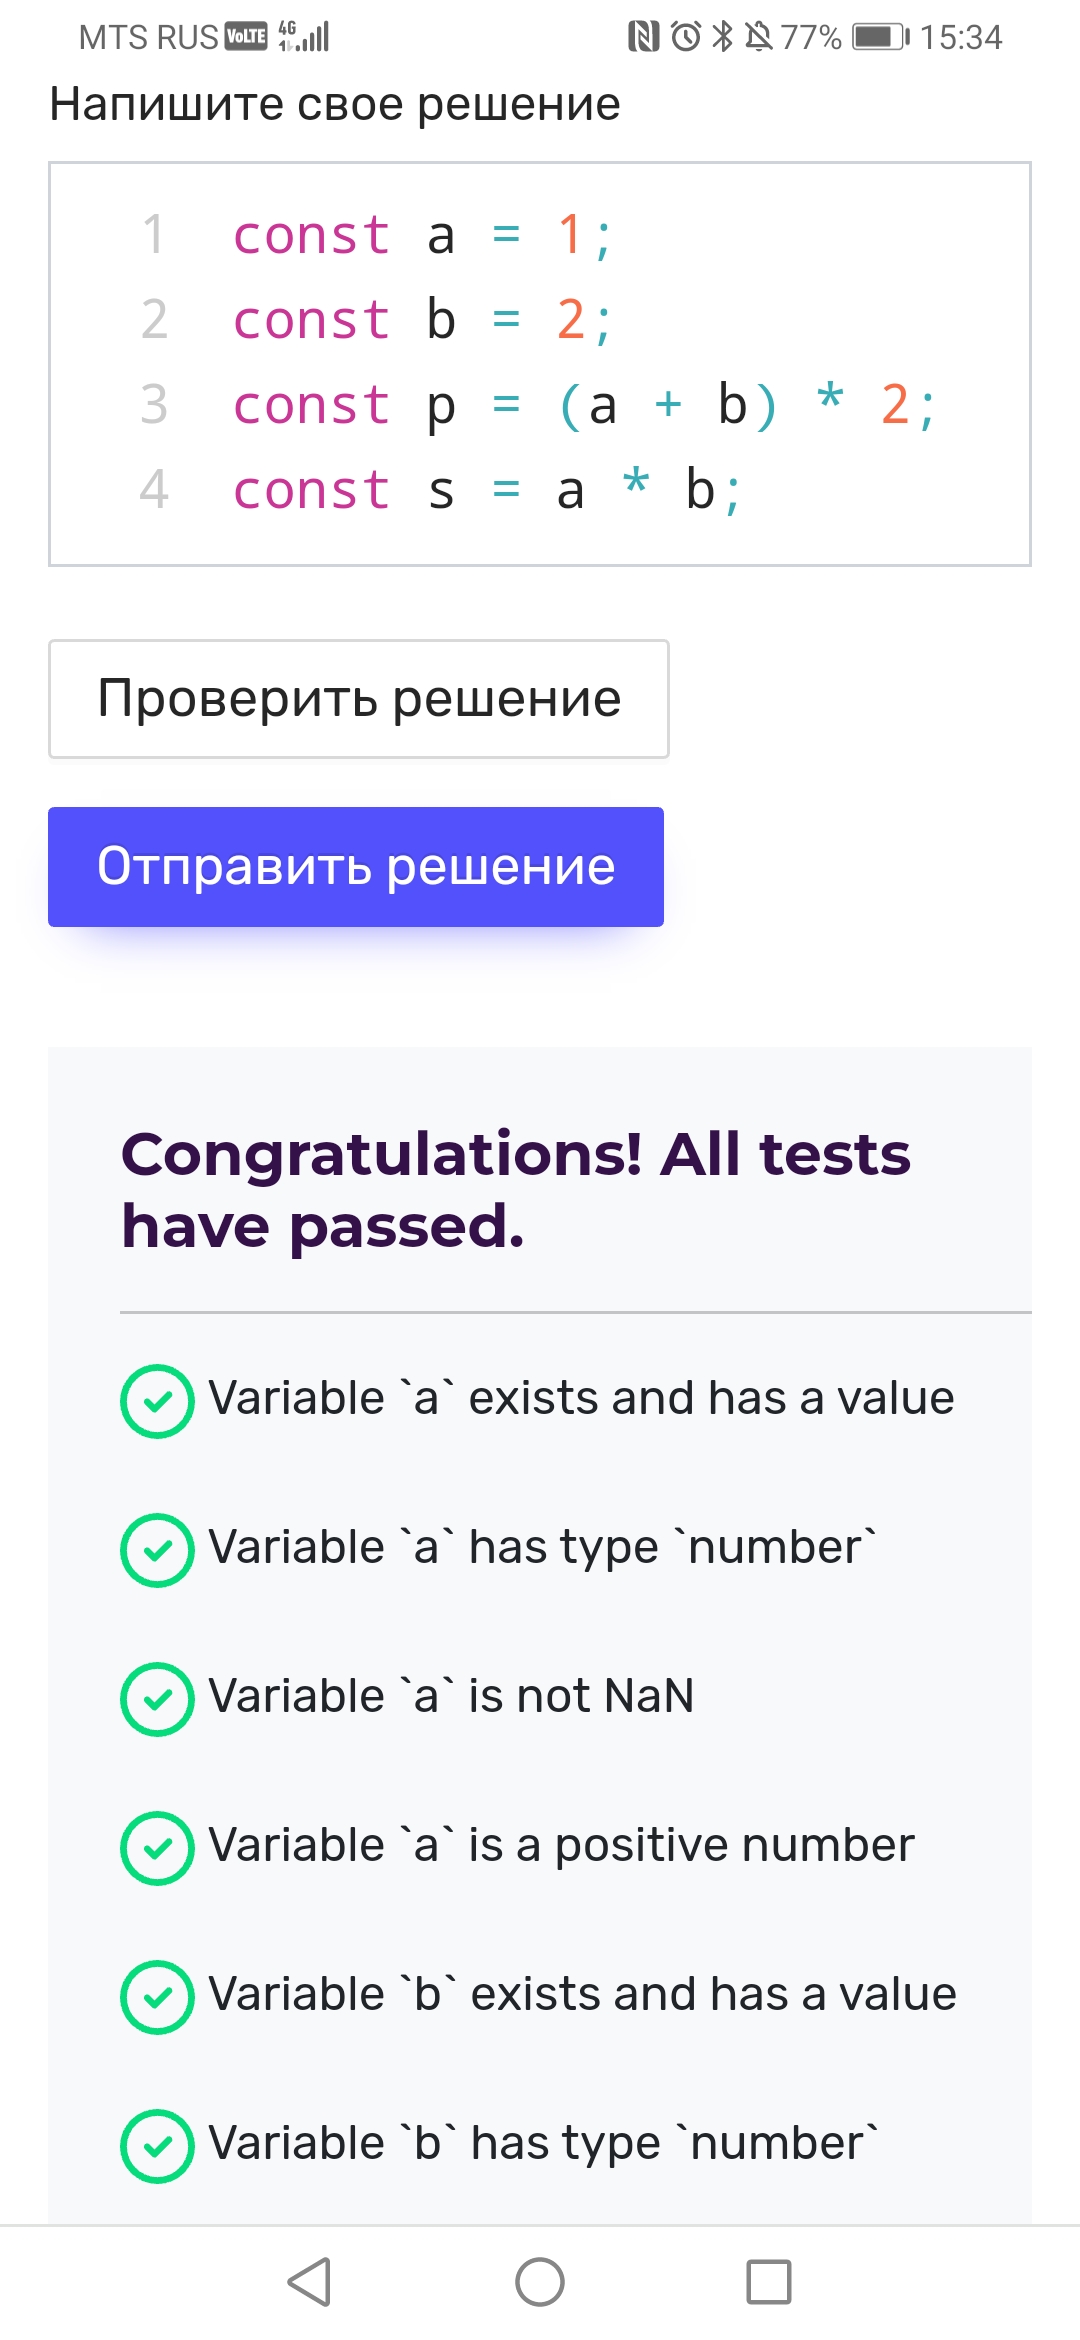 MTS RUS VoLTE 4G 77% 15:34
Напишите свое решение
1 const a = 1;
2 const b = 2;
3 const p = (a + b) * 2;
4 const s = a * b;
Проверить решение
Отправить решение
Congratulations! All tests
have passed.
Variable `a` exists and has a value
Variable `a` has type `number`
Variable `a` is not NaN
Variable `a` is a positive number
Variable `b` exists and has a value
Variable `b` has type `number`